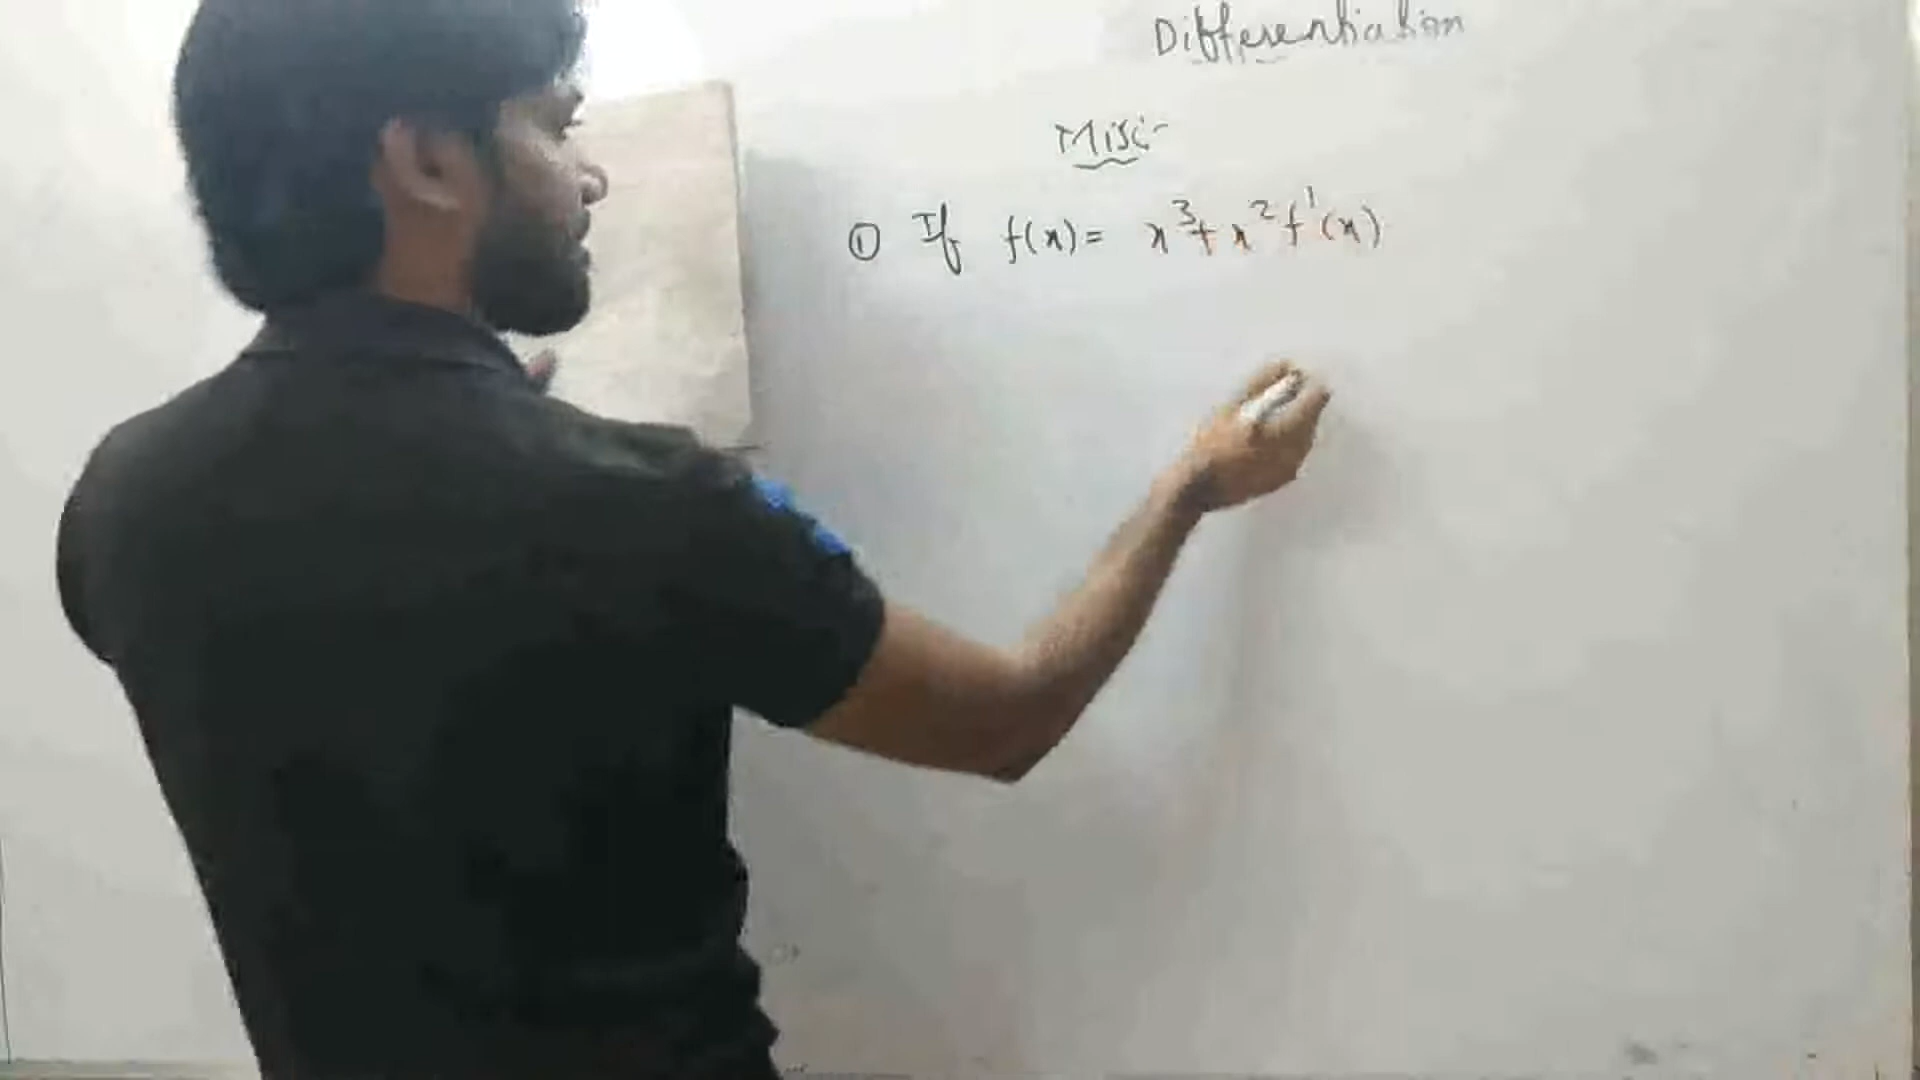 Differentiation
Misc:-
① If f(x) = x³ + x² f'(x)